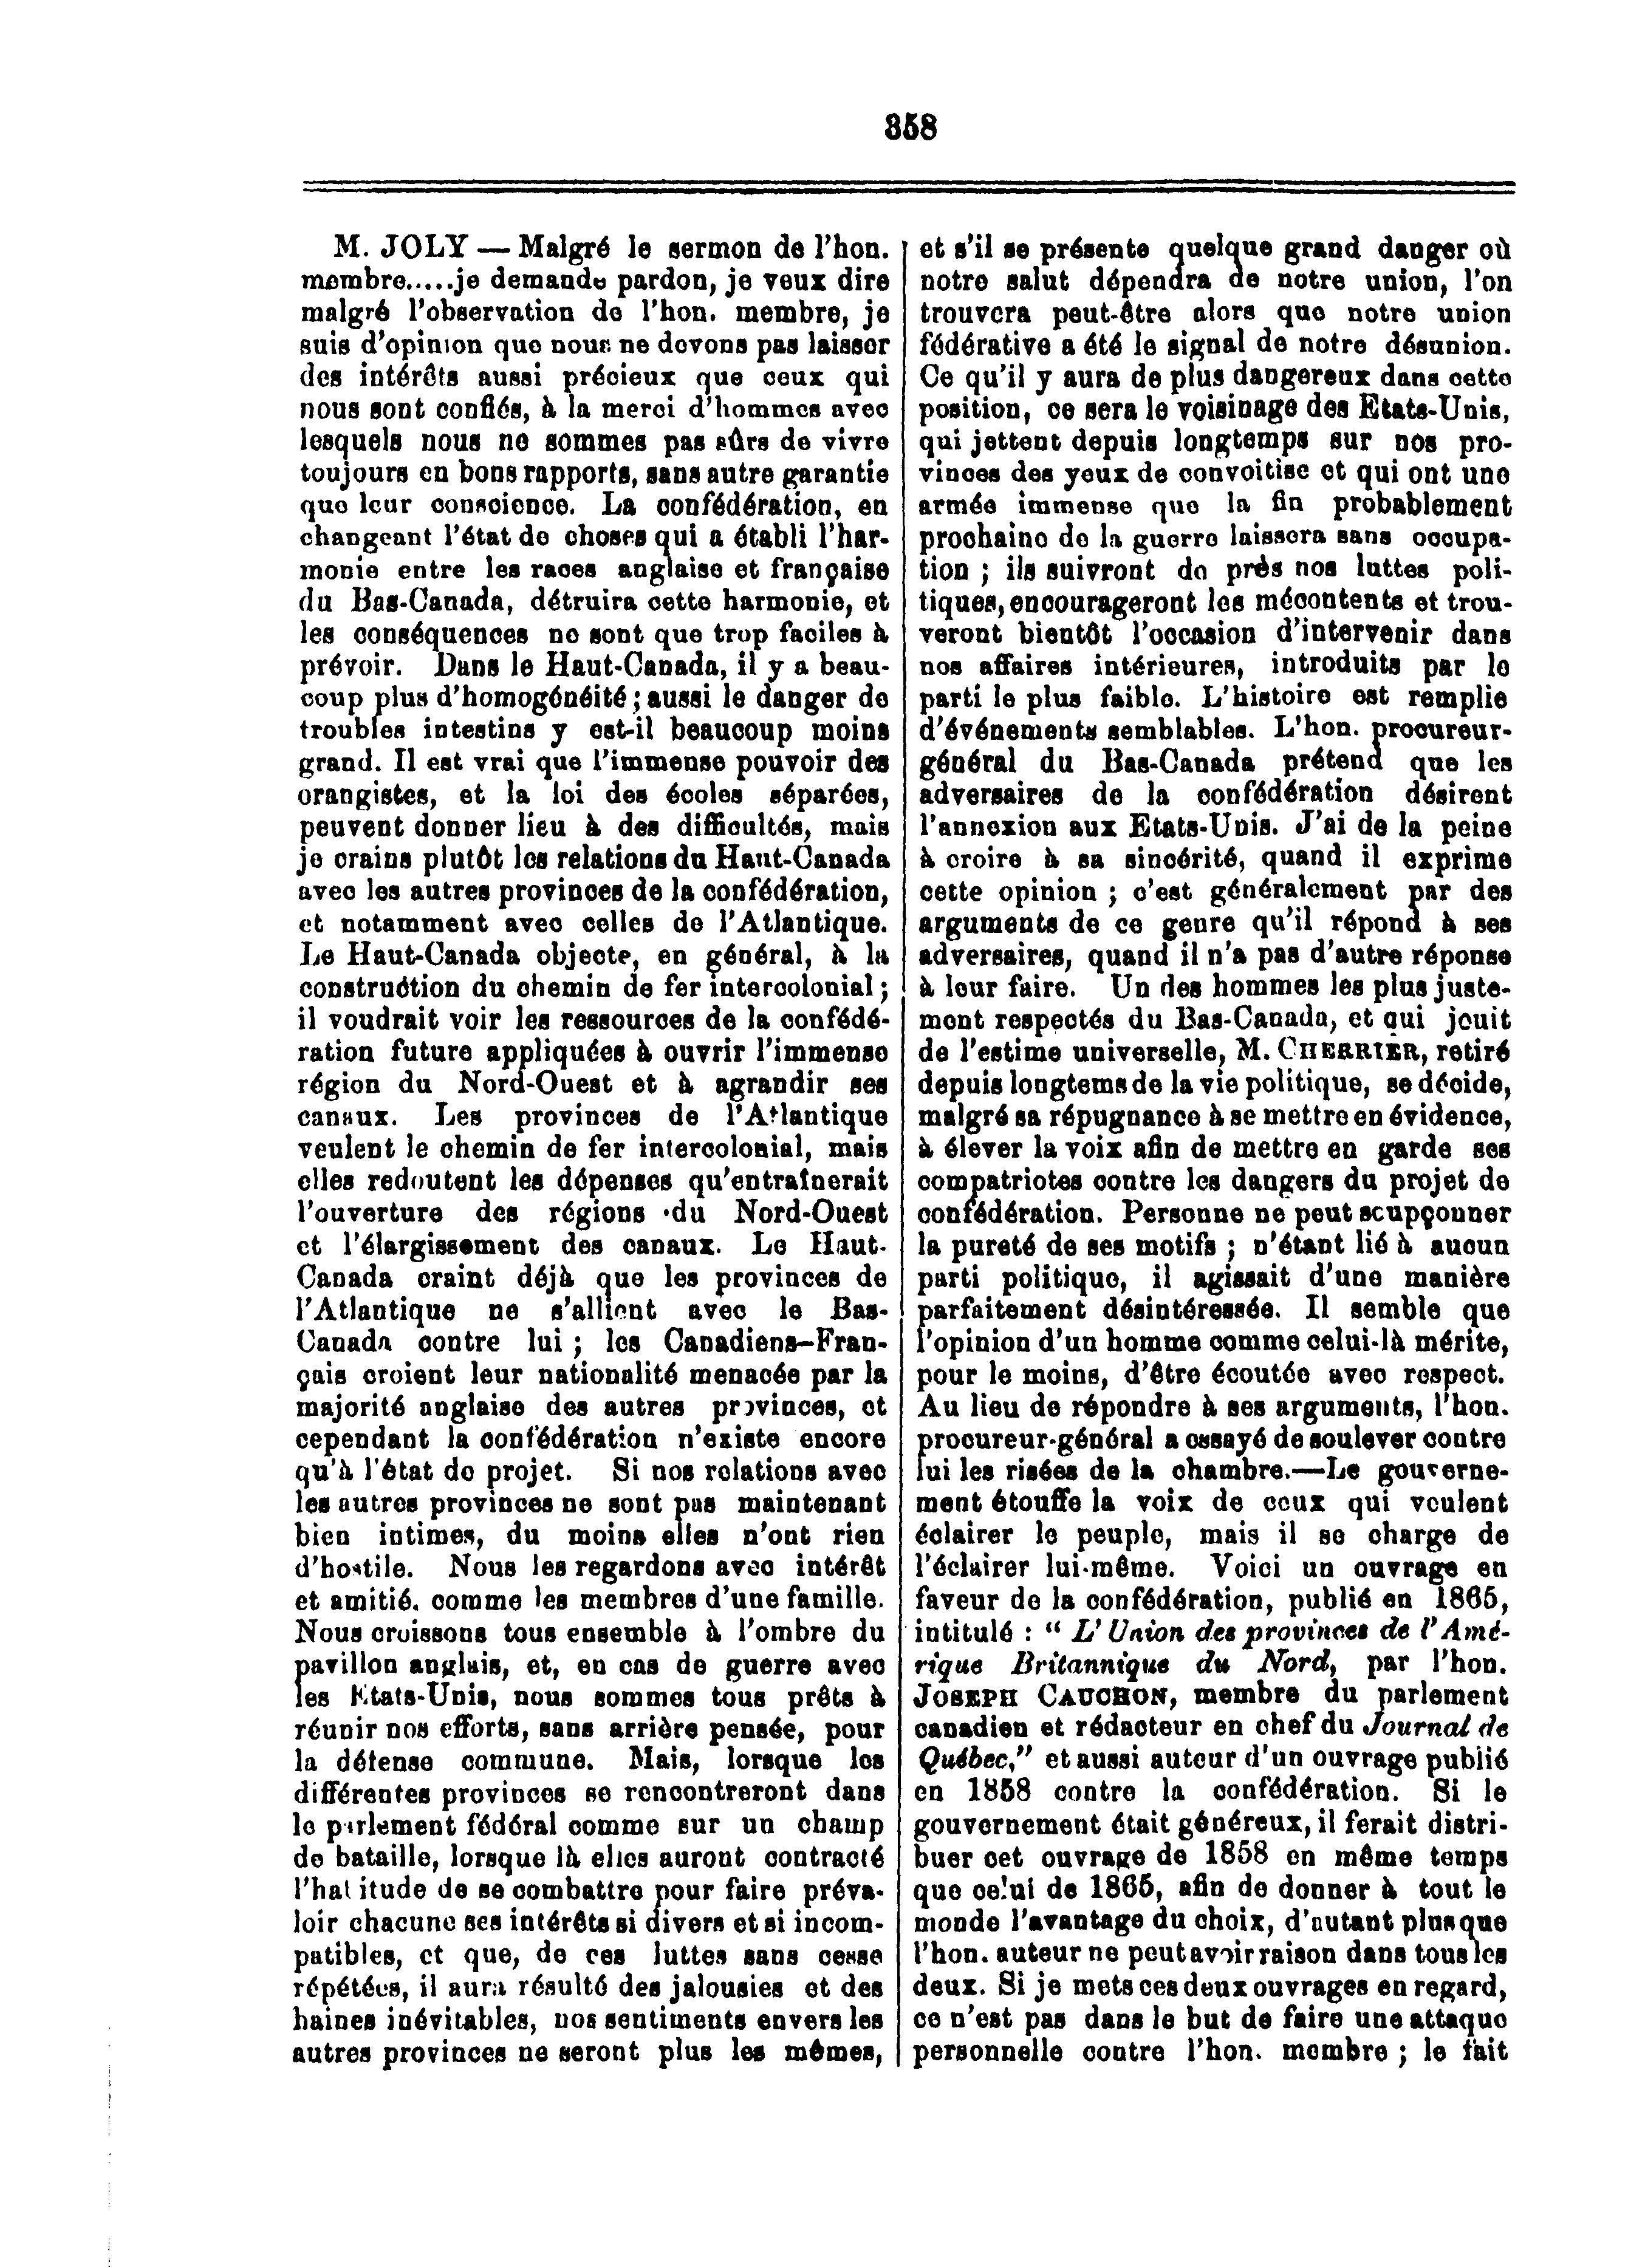 358
M. JOLY — Malgré le sermon de l'hon.
membre.....je demande pardon, je veux dire
malgré l'observation de l'hon. membre, je
suis d'opinion que nous ne devons pas laisser
des intérêts aussi précieux que ceux qui
nous sont confiés, à la merci d'hommes avec
lesquels nous ne sommes pas sûrs de vivre
toujours en bons rapports, sans autre garantie
que leur conscience. La confédération, en
changeant l'état de choses qui a établi l'har-
monie entre les races anglaise et française
du Bas-Canada, détruira cette harmonie, et
les conséquences ne sont que trop faciles à
prévoir. Dans le Haut-Canada, il y a beau-
coup plus d'homogénéité ; aussi le danger de
troubles intestins y est-il beaucoup moins
grand. Il est vrai que l'immense pouvoir des
orangistes, et la loi des écoles séparées,
peuvent donner lieu à des difficultés, mais
je crains plutôt les relations du Haut-Canada
avec les autres provinces de la confédération,
et notamment avec celles de l'Atlantique.
Le Haut-Canada objecte, en général, à la
construction du chemin de fer intercolonial ;
il voudrait voir les ressources de la confédé-
ration future appliquées à ouvrir l'immense
région du Nord-Ouest et à agrandir ses
canaux. Les provinces de l'Atlantique
veulent le chemin de fer intercolonial, mais
elles redoutent les dépenses qu'entraînerait
l'ouverture des régions du Nord-Ouest
et l'élargissement des canaux. Le Haut-
Canada craint déjà que les provinces de
l'Atlantique ne s'allient avec le Bas-
Canada contre lui ; les Canadiens-Fran-
çais croient leur nationalité menacée par la
majorité anglaise des autres provinces, et
cependant la confédération n'existe encore
qu'à l'état de projet. Si nos relations avec
les autres provinces ne sont pas maintenant
bien intimes, du moins elles n'ont rien
d'hostile. Nous les regardons avec intérêt
et amitié. comme les membres d'une famille.
Nous croissons tous ensemble à l'ombre du
pavillon anglais, et, en cas de guerre avec
les Etats-Unis, nous sommes tous prêts à
réunir nos efforts, sans arrière pensée, pour
la défense commune. Mais, lorsque les
différentes provinces se rencontreront dans
le parlement fédéral comme sur un champ
de bataille, lorsque là elles auront contracté
l'habitude de se combattre pour faire préva-
loir chacune ses intérêts si divers et si incom-
patibles, et que, de ces luttes sans cesse
répétées, il aura résulté des jalousies et des
haines inévitables, nos sentiments envers les
autres provinces ne seront plus les mêmes,
et s'il se présente quelque grand danger où
notre salut dépendra de notre union, l'on
trouvera peut-être alors que notre union
fédérative a été le signal de notre désunion.
Ce qu'il y aura de plus dangereux dans cette
position, ce sera le voisinage des Etats-Unis,
qui jettent depuis longtemps sur nos pro-
vinces des yeux de convoitise et qui ont une
armée immense que la fin probablement
prochaine de la guerre laissera sans occupa-
tion ; ils suivront de près nos luttes poli-
tiques, encourageront les mécontents et trou-
veront bientôt l'occasion d'intervenir dans
nos affaires intérieures, introduits par le
parti le plus faible. L'histoire est remplie
d'événements semblables. L'hon. procureur-
général du Bas-Canada prétend que les
adversaires de la confédération désirent
l'annexion aux Etats-Unis. J'ai de la peine
à croire à sa sincérité, quand il exprime
cette opinion ; c'est généralement par des
arguments de ce genre qu'il répond à ses
adversaires, quand il n'a pas d'autre réponse
à leur faire. Un des hommes les plus juste-
ment respectés du Bas-Canada, et qui jouit
de l'estime universelle, M. CHERRIER, retiré
depuis longtems de la vie politique, se décide,
malgré sa répugnance à se mettre en évidence,
à élever la voix afin de mettre en garde ses
compatriotes contre les dangers du projet de
confédération. Personne ne peut soupçonner
la pureté de ses motifs ; n'étant lié à aucun
parti politique, il agissait d'une manière
parfaitement désintéressée. Il semble que
l'opinion d'un homme comme celui-là mérite,
pour le moins, d'être écoutée avec respect.
Au lieu de répondre à ses arguments, l'hon.
procureur-général a essayé de soulever contre
lui les risées de la chambre.—Le gouverne-
ment étouffe la voix de ceux qui veulent
éclairer le peuple, mais il se charge de
l'éclairer lui-même. Voici un ouvrage en
faveur de la confédération, publié en 1865,
intitulé : " L'Union des provinces de l'Amé-
rique Britannique du Nord, par l'hon.
JOSEPH CAUCHON, membre du parlement
canadien et rédacteur en chef du Journal de
Québec," et aussi auteur d'un ouvrage publié
en 1858 contre la confédération. Si le
gouvernement était généreux, il ferait distri-
buer cet ouvrage de 1858 en même temps
que celui de 1865, afin de donner à tout le
monde l'avantage du choix, d'autant plus que
l'hon. auteur ne peut avoir raison dans tous les
deux. Si je mets ces deux ouvrages en regard,
ce n'est pas dans le but de faire une attaque
personnelle contre l'hon. membre ; le fait